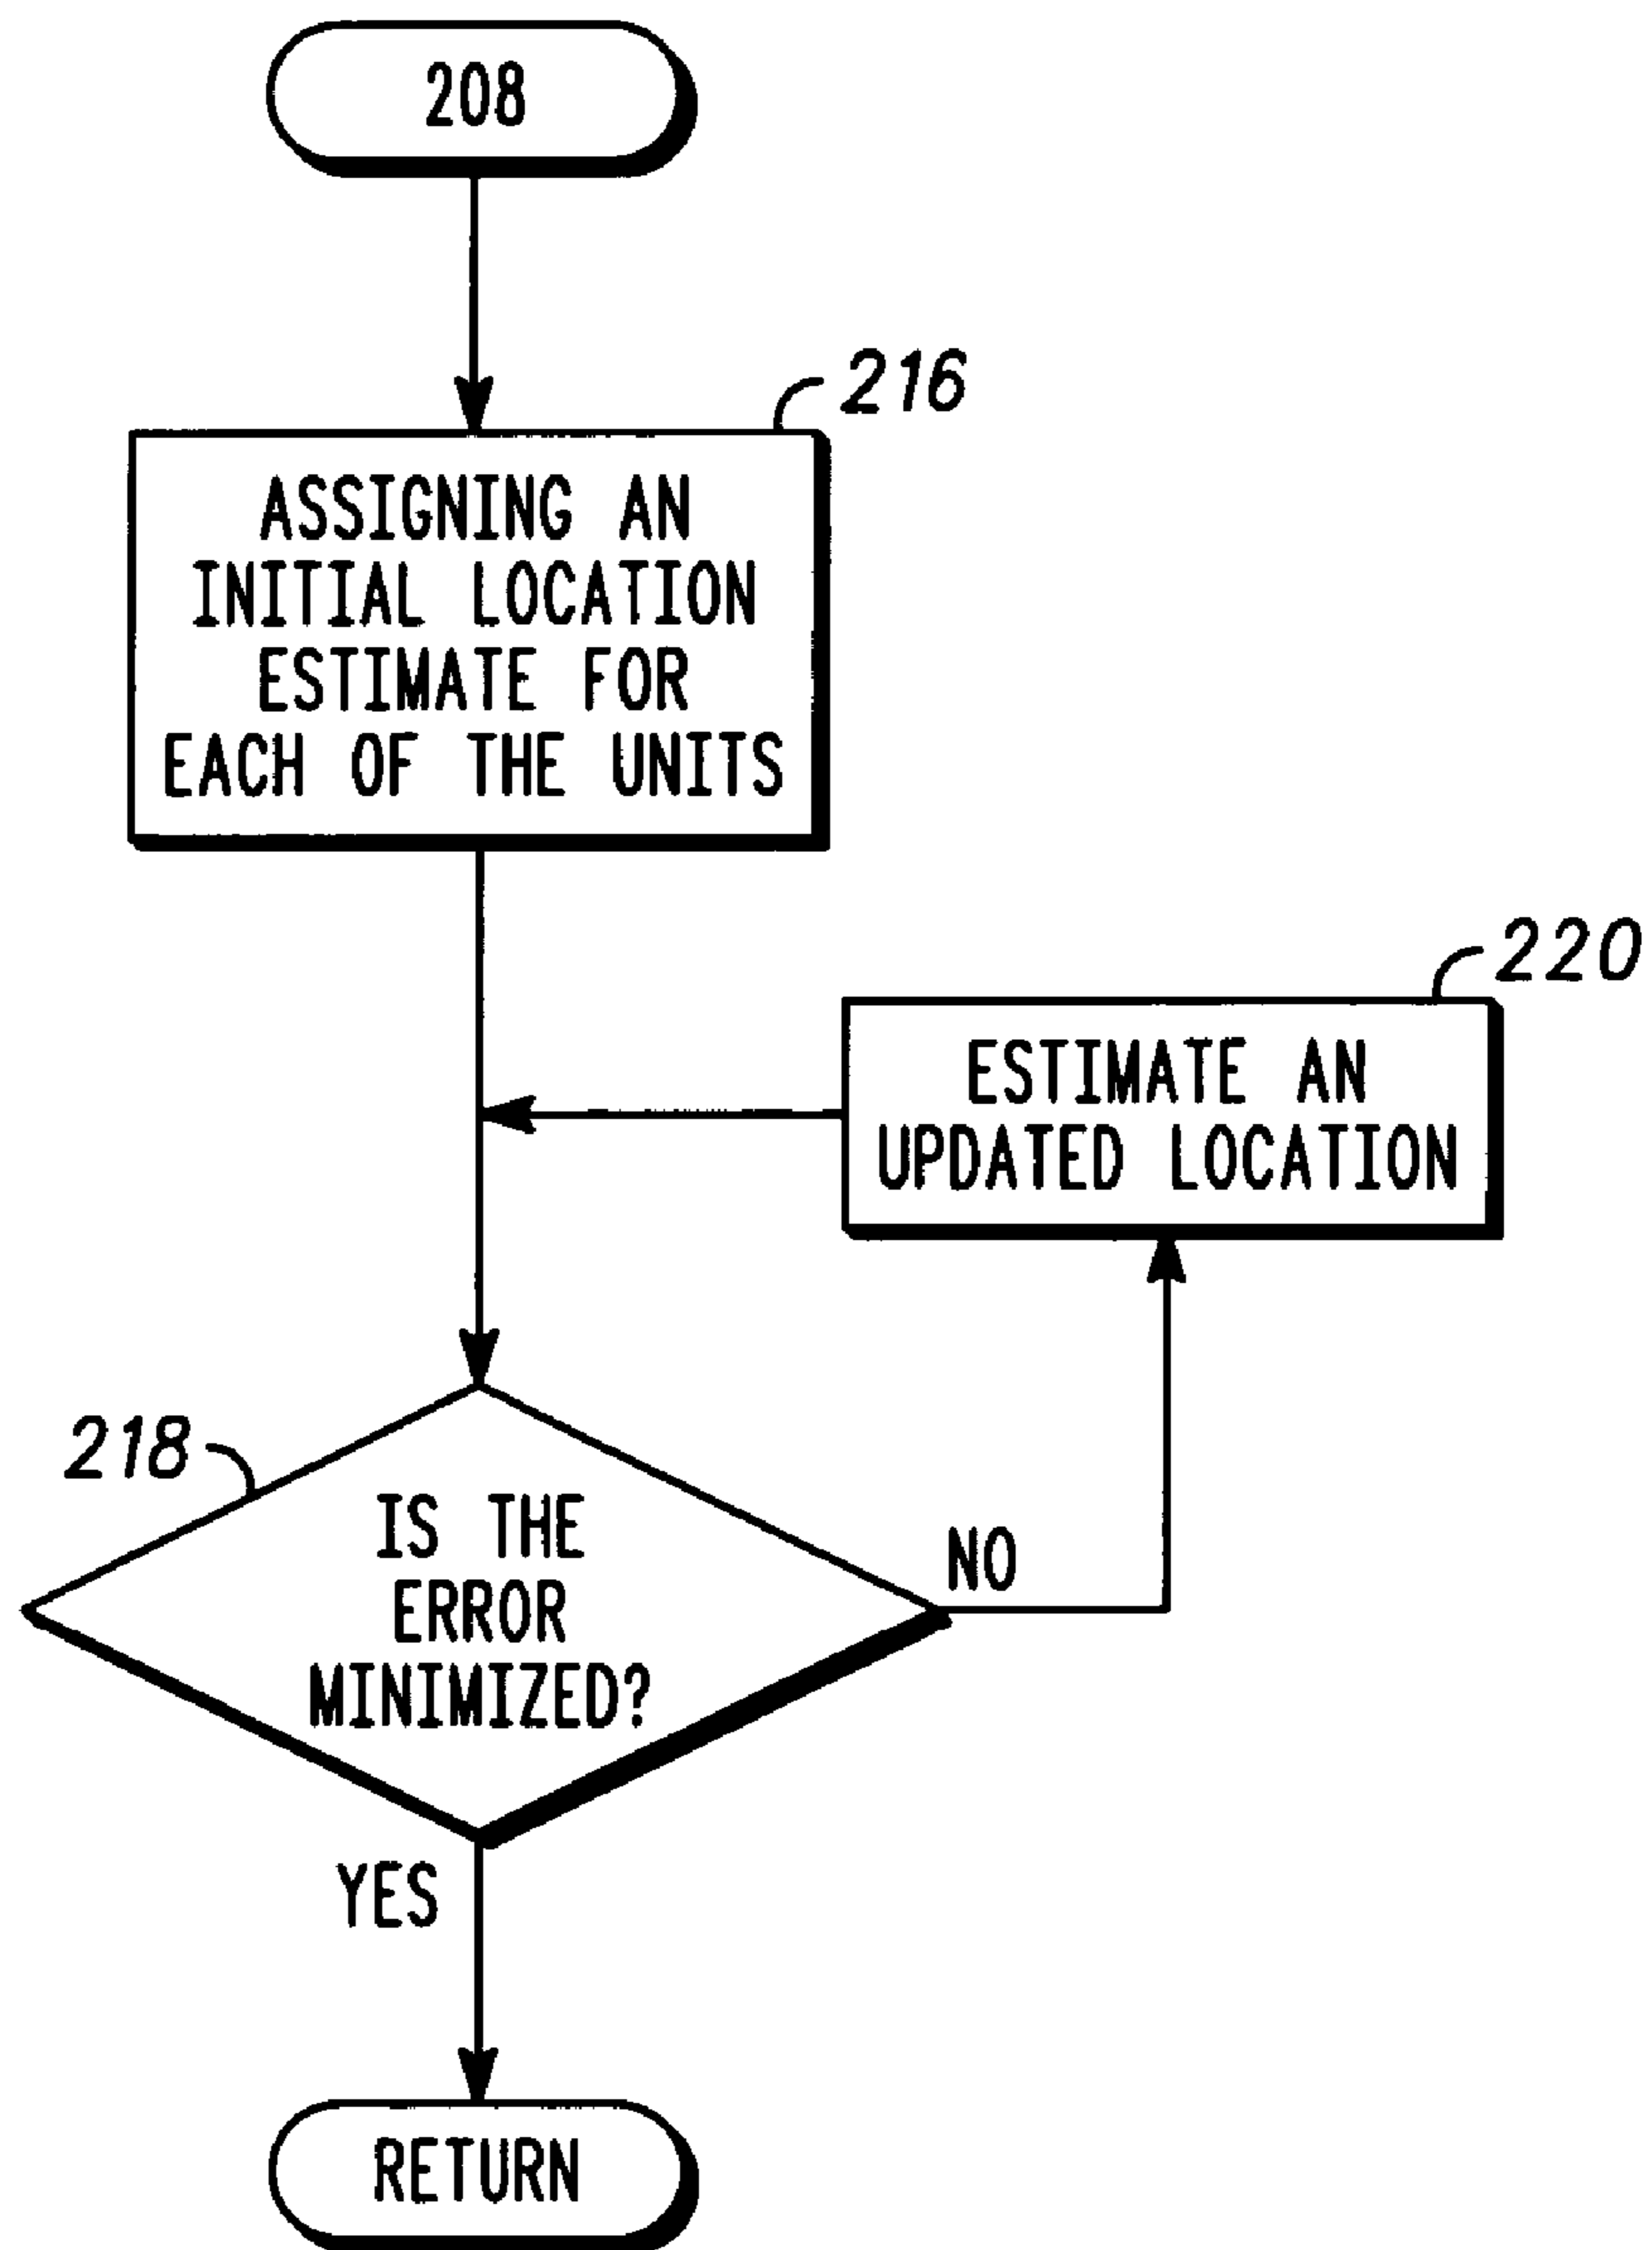 208
216
ASSIGNING AN
INITIAL LOCATION
ESTIMATE FOR
EACH OF THE UNITS
220
ESTIMATE AN
UPDATED LOCATION
218
IS THE
ERROR
MINIMIZED?
NO
YES
RETURN